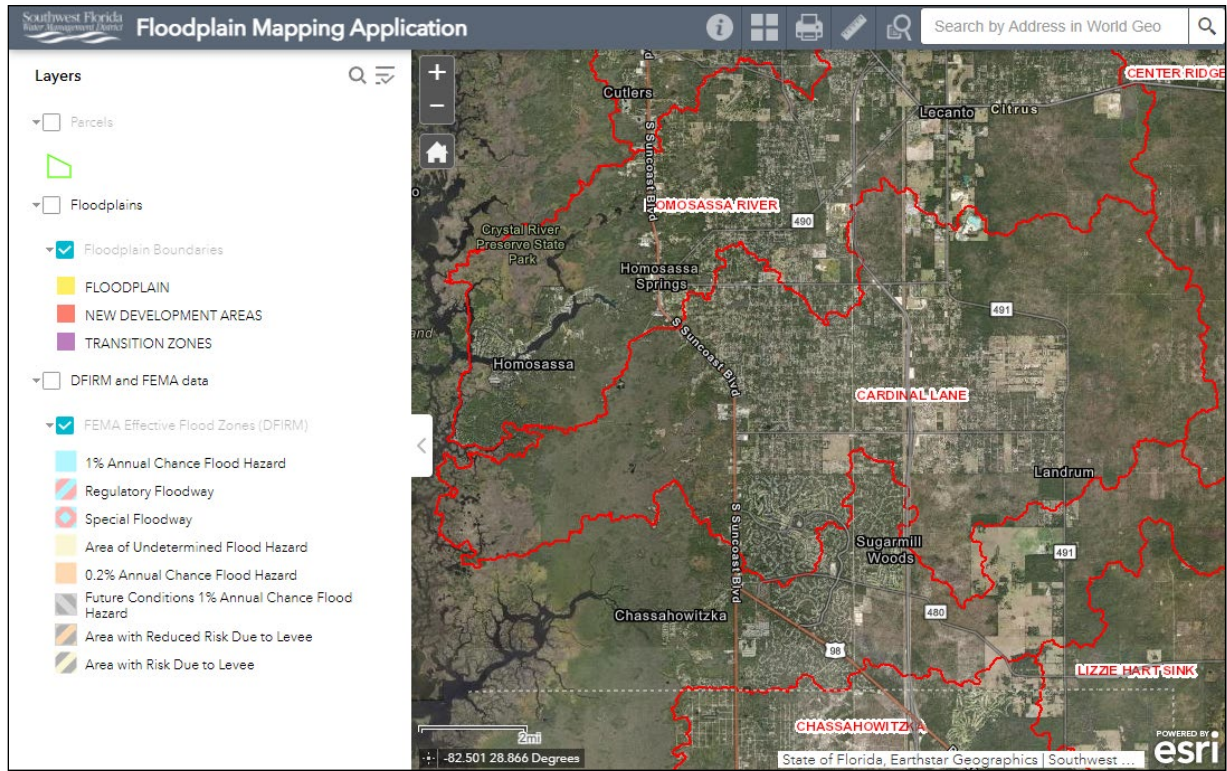 Southwest Florida
Water Management District
Floodplain Mapping Application
Search by Address in World Geo
Layers
Parcels
Floodplains
Floodplain Boundaries
FLOODPLAIN
NEW DEVELOPMENT AREAS
TRANSITION ZONES
DFIRM and FEMA data
FEMA Effective Flood Zones (DFIRM)
1% Annual Chance Flood Hazard
Regulatory Floodway
Special Floodway
Area of Undetermined Flood Hazard
0.2% Annual Chance Flood Hazard
Future Conditions 1% Annual Chance Flood
Hazard
Area with Reduced Risk Due to Levee
Area with Risk Due to Levee
+
−
CENTER RIDGE
Cutlers
Lecanto
Citrus
S Suncoast Blvd
OMOSASSA RIVER
490
Crystal River
Preserve State
Park
Homosassa
Springs
491
and
S Suncoast Blvd
Homosassa
CARDINAL LANE
Landrum
S Suncoast Blvd
Sugarmill
Woods
491
Chassahowitzka
480
98
LIZZIE HART SINK
CHASSAHOWITZKA
2mi
-82.501 28.866 Degrees
State of Florida, Earthstar Geographics | Southwest ...
POWERED BY
esri